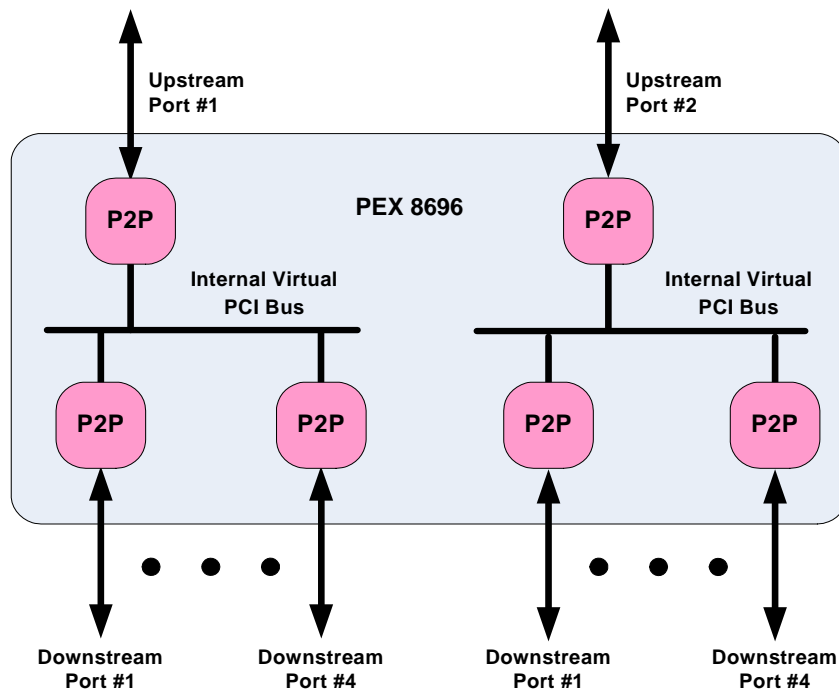 Upstream
Port #1
Upstream
Port #2
P2P
PEX 8696
P2P
Internal Virtual
PCI Bus
Internal Virtual
PCI Bus
P2P
P2P
P2P
P2P
Downstream
Port #1
Downstream
Port #4
Downstream
Port #1
Downstream
Port #4